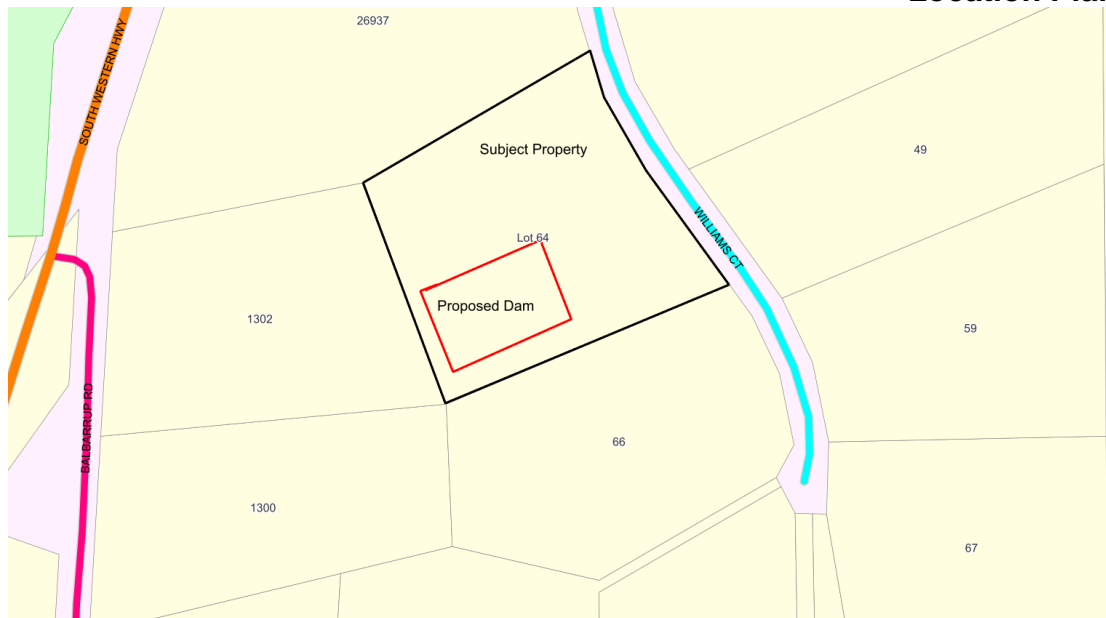 26937
SOUTH WESTERN HWY
Subject Property
49
WILLIAMS CT
Lot 64
Proposed Dam
1302
59
BALBARRUP RD
66
1300
67